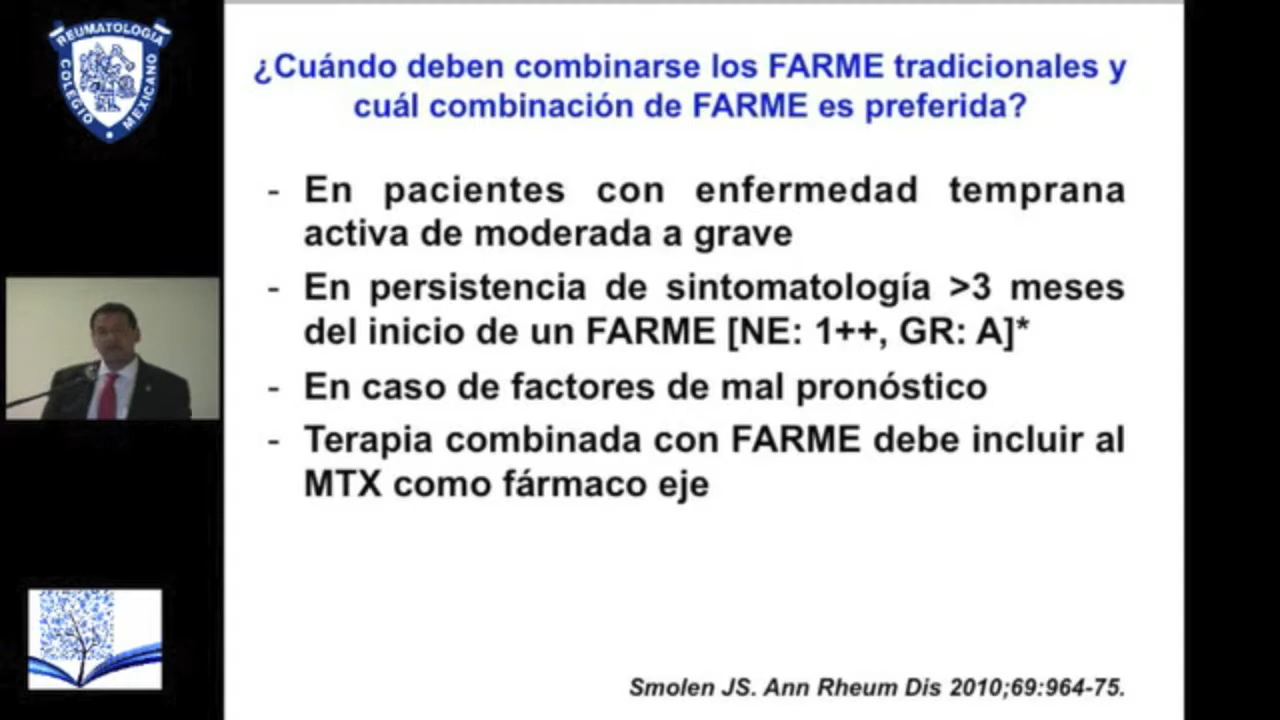 REUMATOLOGIA
COLEGIO MEXICANO
¿Cuándo deben combinarse los FARME tradicionales y
cuál combinación de FARME es preferida?
- En pacientes con enfermedad temprana
activa de moderada a grave
- En persistencia de sintomatología >3 meses
del inicio de un FARME [NE: 1++, GR: A]*
- En caso de factores de mal pronóstico
- Terapia combinada con FARME debe incluir al
MTX como fármaco eje
Smolen JS. Ann Rheum Dis 2010;69:964-75.